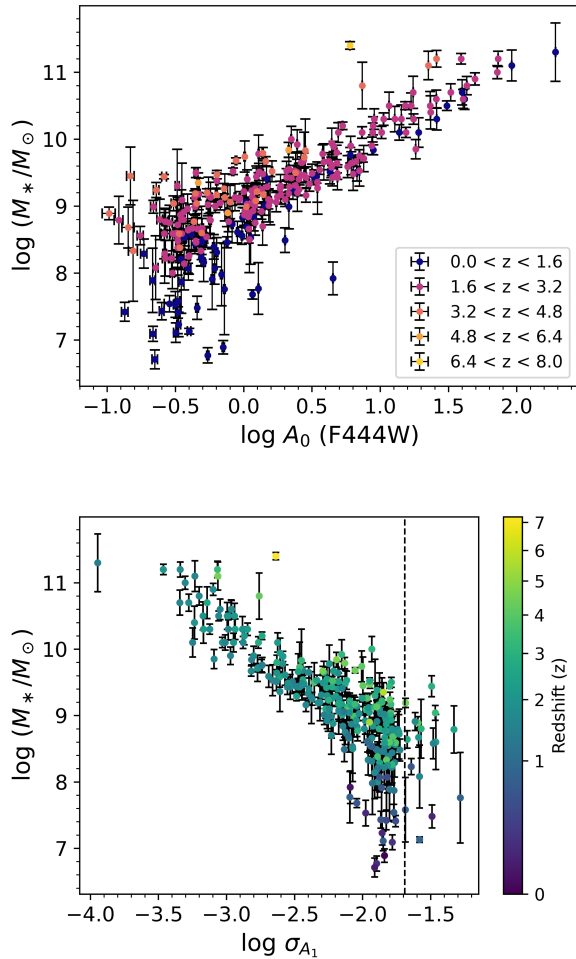 11
10
9
8
7
log (M∗/M⊙)
0.0 < z < 1.6
1.6 < z < 3.2
3.2 < z < 4.8
4.8 < z < 6.4
6.4 < z < 8.0
−1.0 −0.5 0.0 0.5 1.0 1.5 2.0
log A₀ (F444W)
11
10
9
8
7
log (M∗/M⊙)
−4.0 −3.5 −3.0 −2.5 −2.0 −1.5
log σ_A₁
7
6
5
4
3
2
1
0
Redshift (z)